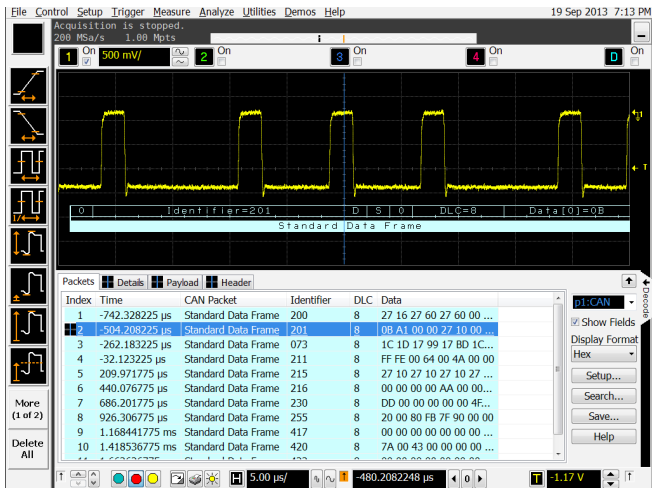 File Control Setup Trigger Measure Analyze Utilities Demos Help 19 Sep 2013 7:13 PM
Acquisition is stopped.
200 MSa/s 1.00 Mpts
1 On 500 mV/ 2 On 3 On 4 On D On
1
T
0 Identifier=201 D S 0 DLC=8 Data[0]=0B
Standard Data Frame
Packets Details Payload Header
Index Time CAN Packet Identifier DLC Data
1 -742.328225 µs Standard Data Frame 200 8 27 16 27 60 27 60 00 ...
2 -504.208225 µs Standard Data Frame 201 8 0B A1 00 00 27 10 00 ...
3 -262.183225 µs Standard Data Frame 073 8 1C 1D 17 99 17 BD 1C...
4 -32.123225 µs Standard Data Frame 211 8 FF FE 00 64 00 4A 00 00
5 209.971775 µs Standard Data Frame 215 8 27 10 27 10 27 10 27 ...
6 440.076775 µs Standard Data Frame 216 8 00 00 00 00 AA 00 00...
7 686.201775 µs Standard Data Frame 230 8 DD 00 00 00 00 00 4F...
8 926.306775 µs Standard Data Frame 255 8 20 00 80 FB 7F 90 00 00
9 1.168441775 ms Standard Data Frame 417 8 00 00 00 00 00 00 00 ...
10 1.418536775 ms Standard Data Frame 420 8 7A 00 43 00 00 00 00 ...
Decode
p1:CAN
Show Fields
Display Format
Hex
Setup...
Search...
Save...
Help
1/
More
(1 of 2)
Delete
All
H 5.00 µs/ -480.2082248 µs 0 T -1.17 V